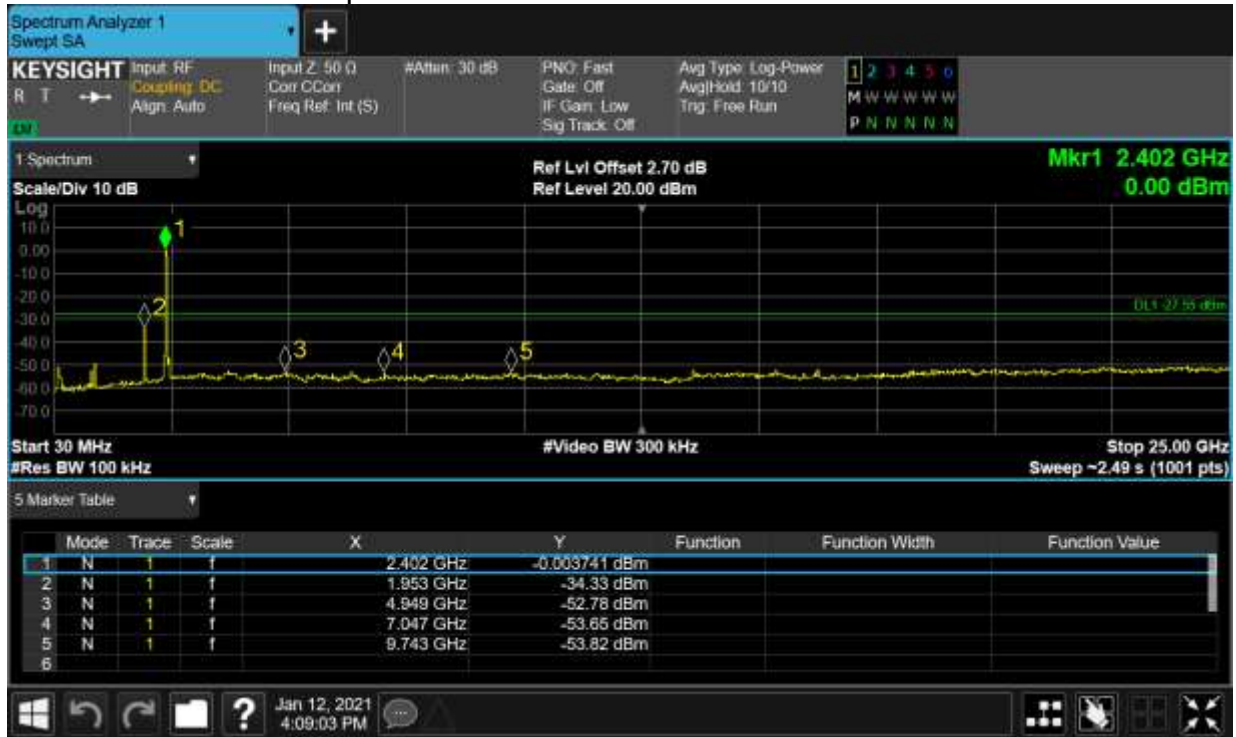 Spectrum Analyzer 1
Swept SA
+
KEYSIGHT Input: RF Input Z: 50 Ω #Atten: 30 dB PNO: Fast Avg Type: Log-Power 1 2 3 4 5 6
R T Coupling: DC Corr CCorr Gate: Off Avg|Hold: 10/10 M W W W W W
Align: Auto Freq Ref: Int (S) IF Gain: Low Trig: Free Run
Sig Track: Off P N N N N N
1 Spectrum Ref Lvl Offset 2.70 dB Mkr1 2.402 GHz
Scale/Div 10 dB Ref Level 20.00 dBm 0.00 dBm
Log
10.0 1
0.00
-10.0
-20.0 2 DL1 -27.55 dBm
-30.0
-40.0 3 4 5
-50.0
-60.0
-70.0
Start 30 MHz #Video BW 300 kHz Stop 25.00 GHz
#Res BW 100 kHz Sweep ~2.49 s (1001 pts)
5 Marker Table
Mode Trace Scale X Y Function Function Width Function Value
1 N 1 f 2.402 GHz -0.003741 dBm
2 N 1 f 1.953 GHz -34.33 dBm
3 N 1 f 4.949 GHz -52.78 dBm
4 N 1 f 7.047 GHz -53.65 dBm
5 N 1 f 9.743 GHz -53.82 dBm
6
? Jan 12, 2021
4:09:03 PM